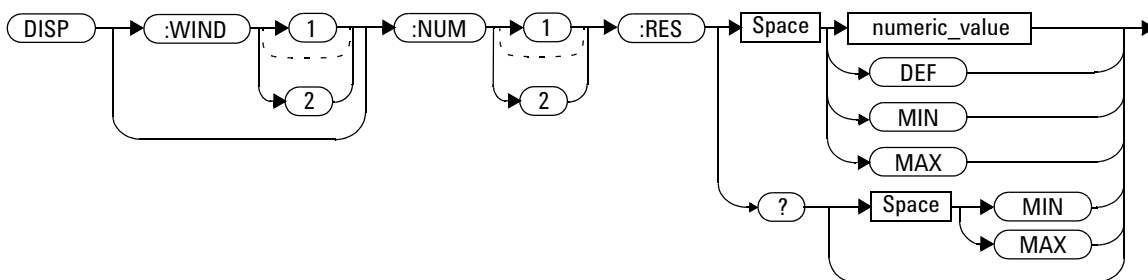 DISP :WIND 1 :NUM 1 :RES Space numeric_value
2 2 DEF
MIN
MAX
? Space MIN
MAX